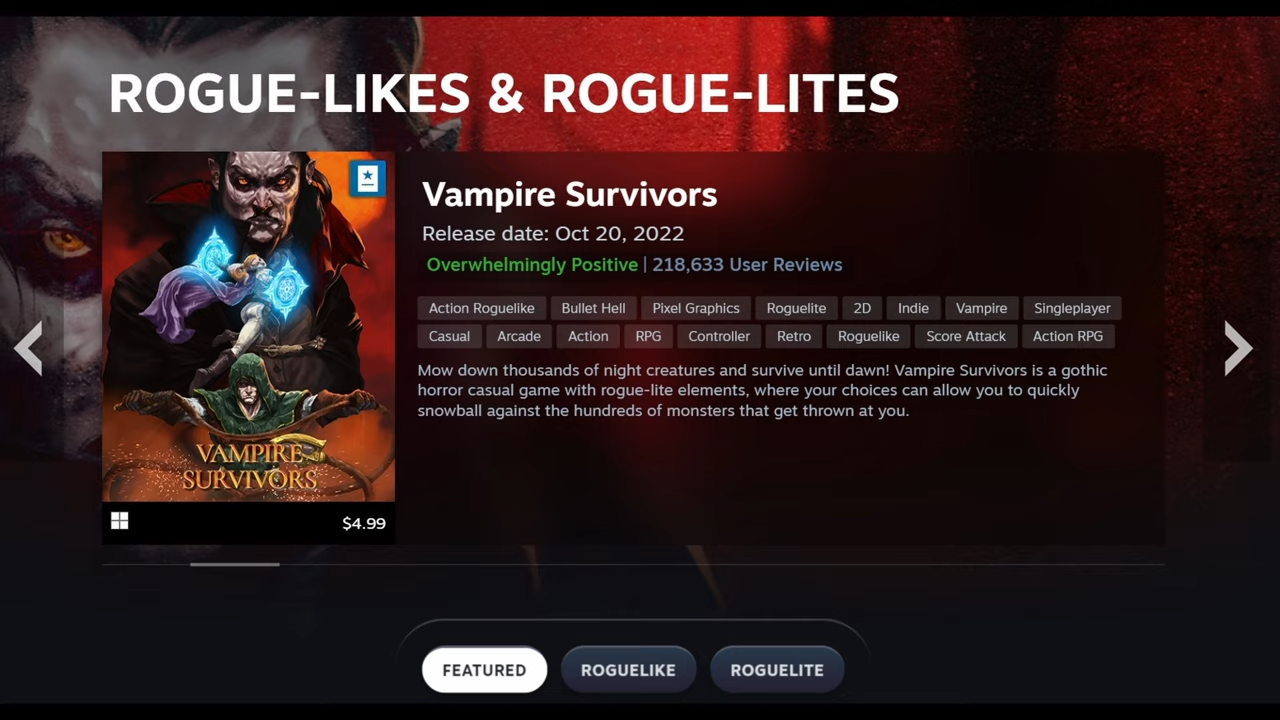 ROGUE-LIKES & ROGUE-LITES
Vampire Survivors
Release date: Oct 20, 2022
Overwhelmingly Positive | 218,633 User Reviews
Action Roguelike Bullet Hell Pixel Graphics Roguelite 2D Indie Vampire Singleplayer
Casual Arcade Action RPG Controller Retro Roguelike Score Attack Action RPG
Mow down thousands of night creatures and survive until dawn! Vampire Survivors is a gothic
horror casual game with rogue-lite elements, where your choices can allow you to quickly
snowball against the hundreds of monsters that get thrown at you.
VAMPIRE
SURVIVORS
$4.99
FEATURED ROGUELIKE ROGUELITE